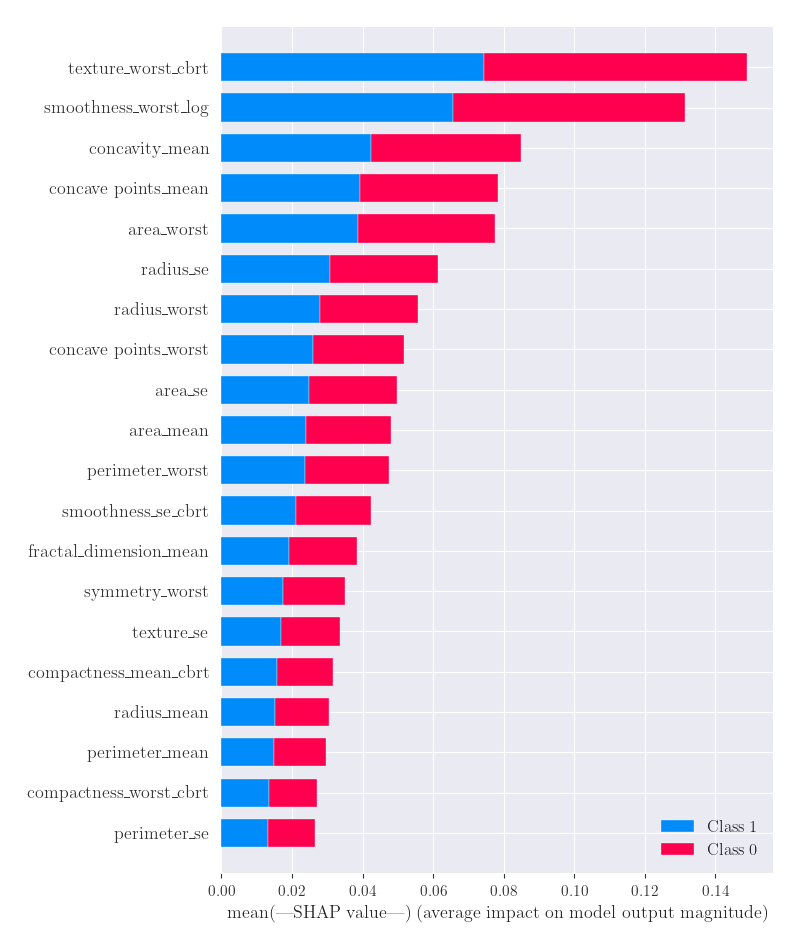 texture_worst_cbrt
smoothness_worst_log
concavity_mean
concave points_mean
area_worst
radius_se
radius_worst
concave points_worst
area_se
area_mean
perimeter_worst
smoothness_se_cbrt
fractal_dimension_mean
symmetry_worst
texture_se
compactness_mean_cbrt
radius_mean
perimeter_mean
compactness_worst_cbrt
perimeter_se
Class 1
Class 0
0.00 0.02 0.04 0.06 0.08 0.10 0.12 0.14
mean(—SHAP value—) (average impact on model output magnitude)